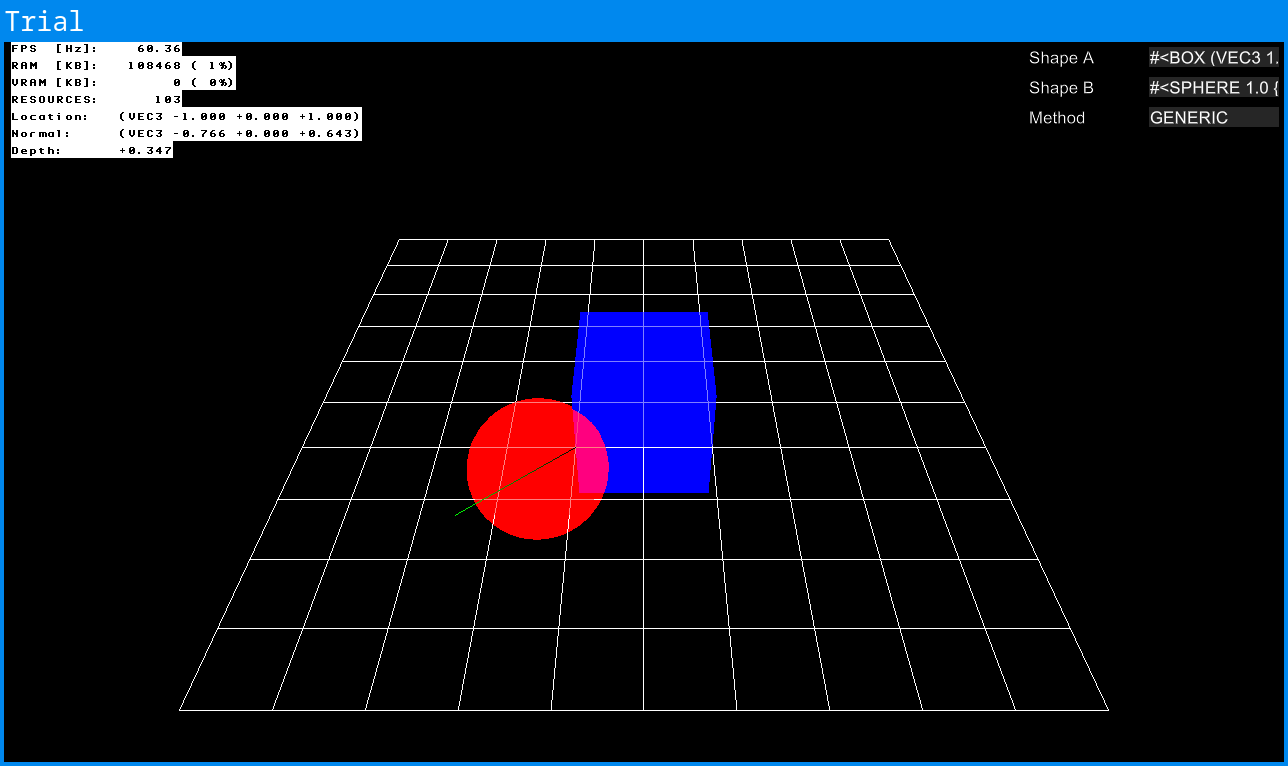 Trial
FPS [Hz]: 60.36
RAM [KB]: 108468 ( 1%)
VRAM [KB]: 0 ( 0%)
RESOURCES: 103
Location: (VEC3 -1.000 +0.000 +1.000)
Normal: (VEC3 -0.766 +0.000 +0.643)
Depth: +0.347
Shape A #<BOX (VEC3 1.
Shape B #<SPHERE 1.0 {
Method GENERIC